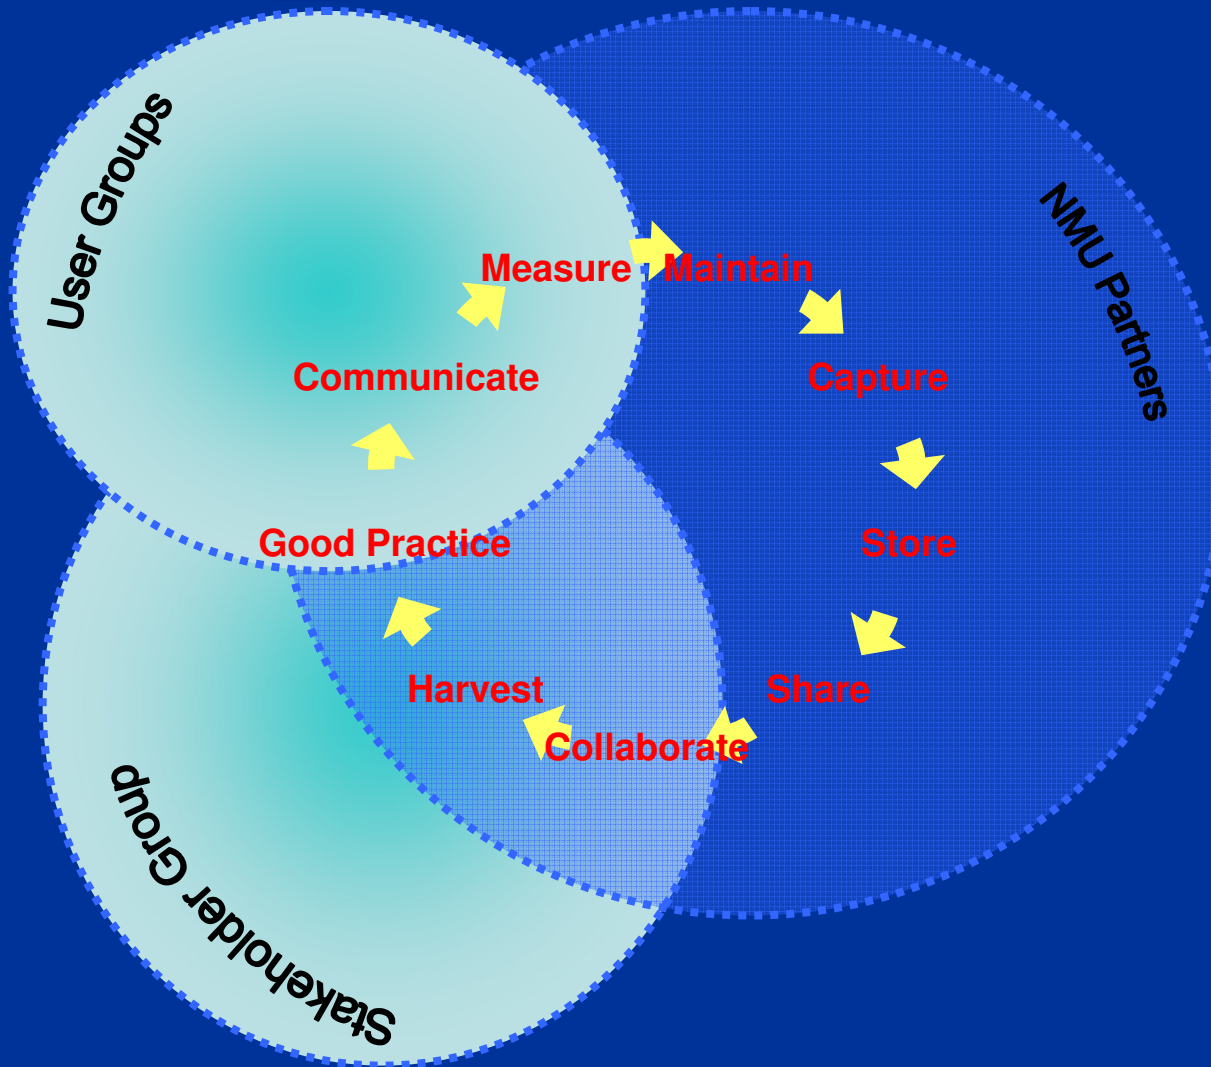 User Groups
NMU Partners
Measure
Maintain
Communicate
Capture
Good Practice
Store
Harvest
Share
Collaborate
Stakeholder Group